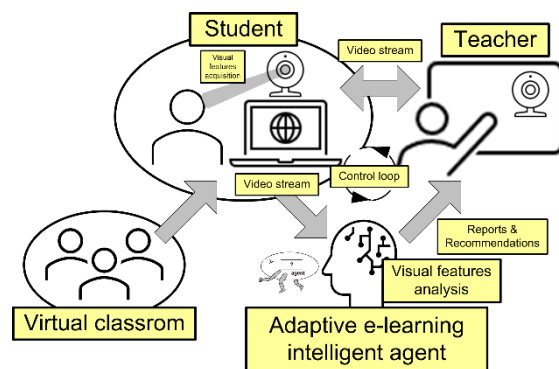 Student
Teacher
Visual
features
acquisition
Video stream
Control loop
Video stream
Reports &
Recommendations
agent
?
Visual features
analysis
Virtual classrom
Adaptive e-learning
intelligent agent